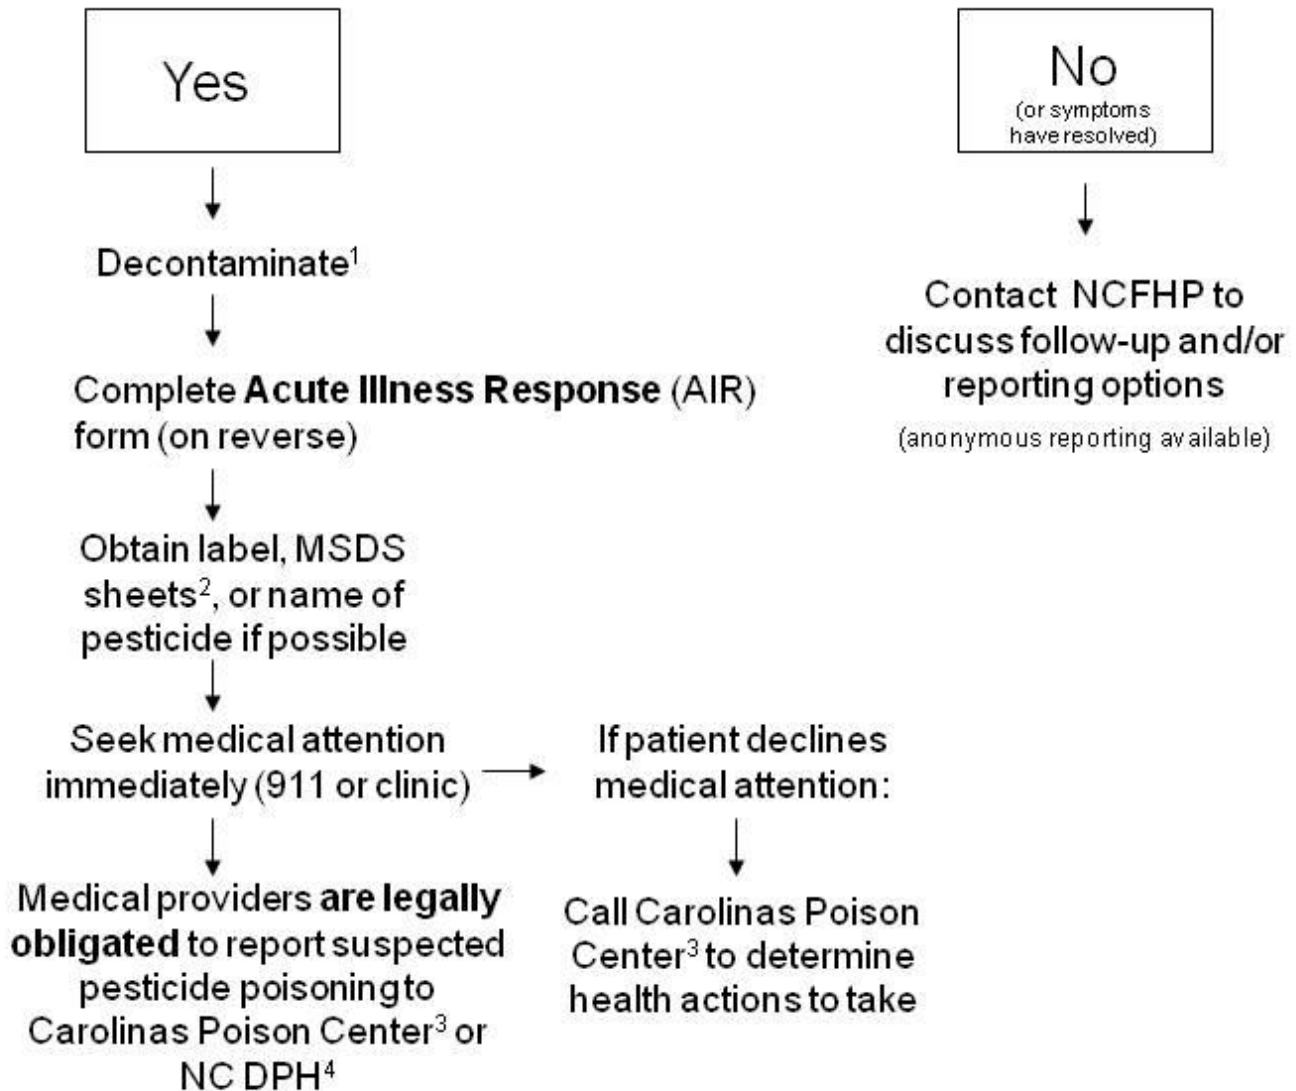 Yes
Decontaminate¹
Complete Acute Illness Response (AIR)
form (on reverse)
Obtain label, MSDS
sheets², or name of
pesticide if possible
Seek medical attention
immediately (911 or clinic)
Medical providers are legally
obligated to report suspected
pesticide poisoning to
Carolinas Poison Center³ or
NC DPH⁴
If patient declines
medical attention:
Call Carolinas Poison
Center³ to determine
health actions to take
No
(or symptoms
have resolved)
Contact NCFHP to
discuss follow-up and/or
reporting options
(anonymous reporting available)